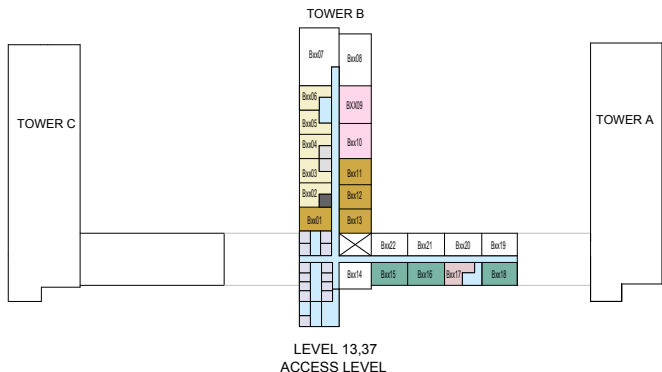 TOWER B
Bxx07
Bxx08
Bxx06
BXX09
Bxx05
Bxx04
Bxx10
Bxx03
Bxx11
Bxx02
Bxx12
Bxx01
Bxx13
TOWER C
TOWER A
Bxx22
Bxx21
Bxx20
Bxx19
Bxx14
Bxx15
Bxx16
Bxx17
Bxx18
LEVEL 13,37
ACCESS LEVEL